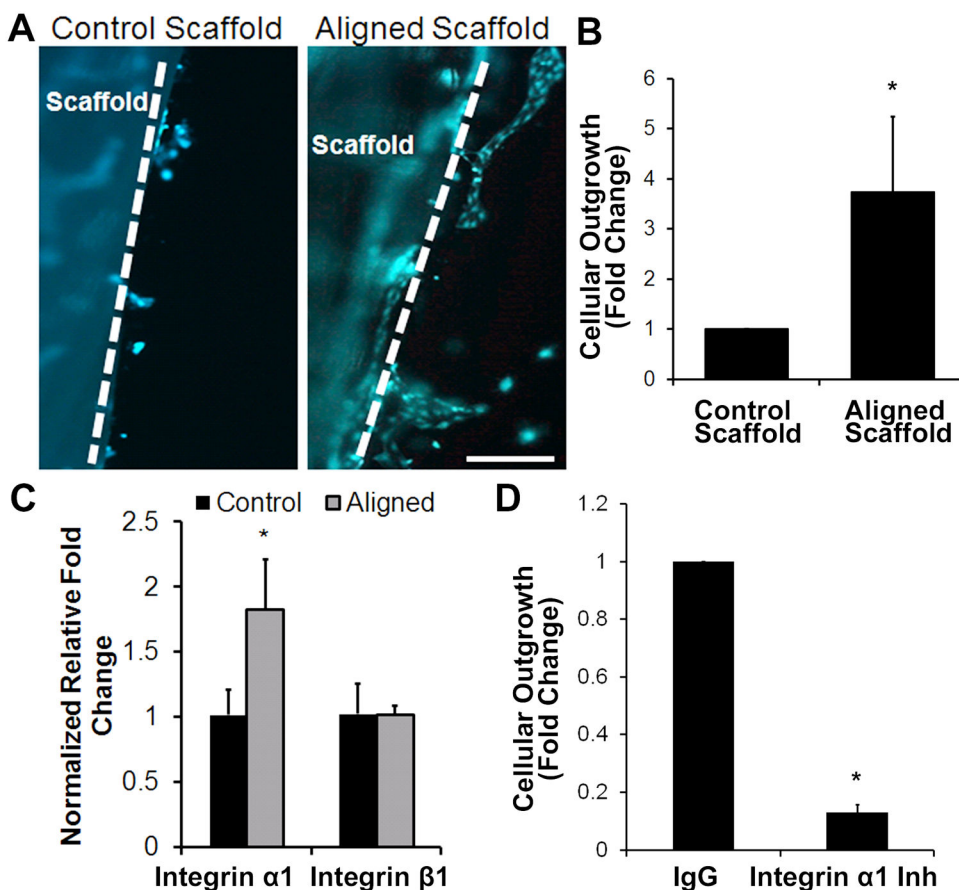 A
Control Scaffold
Aligned Scaffold
Scaffold
Scaffold
B
Cellular Outgrowth
(Fold Change)
6
5
4
3
2
1
0
*
Control
Scaffold
Aligned
Scaffold
C
Control
Aligned
Normalized Relative Fold
Change
2.5
2
1.5
1
0.5
0
*
Integrin α1
Integrin β1
D
Cellular Outgrowth
(Fold Change)
1.2
1
0.8
0.6
0.4
0.2
0
*
IgG
Integrin α1 Inh